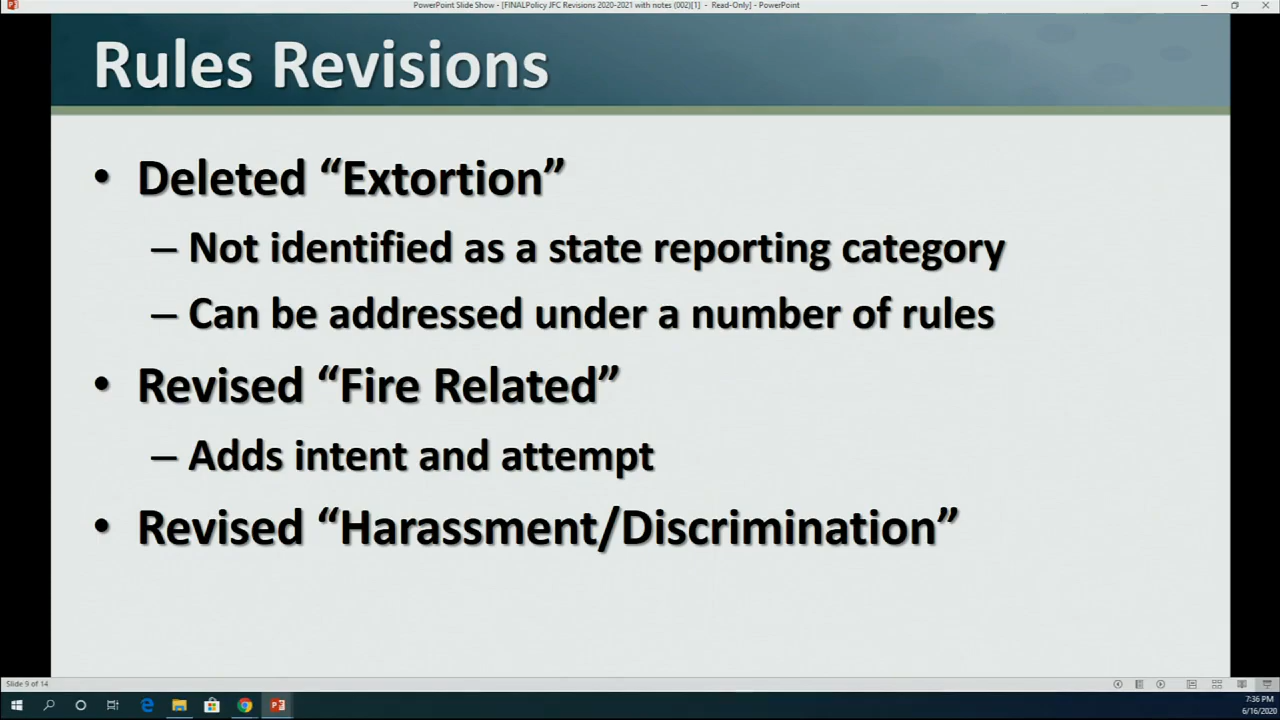 PowerPoint Slide Show - [FINALPolicy JFC Revisions 2020-2021 with notes (002)[1] - Read-Only] - PowerPoint
Rules Revisions
• Deleted “Extortion”
– Not identified as a state reporting category
– Can be addressed under a number of rules
• Revised “Fire Related”
– Adds intent and attempt
• Revised “Harassment/Discrimination”
Slide 9 of 14
7:36 PM
6/16/2020